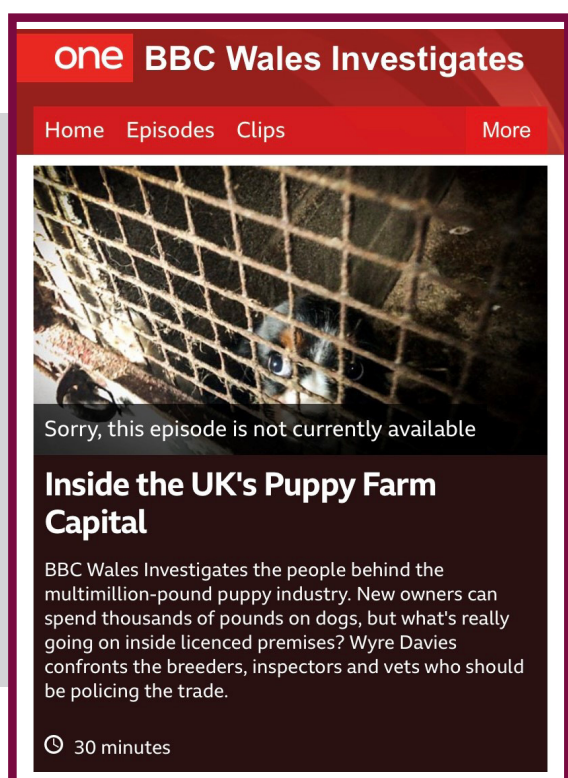 one BBC Wales Investigates
Home Episodes Clips More
Sorry, this episode is not currently available
Inside the UK's Puppy Farm
Capital
BBC Wales Investigates the people behind the
multimillion-pound puppy industry. New owners can
spend thousands of pounds on dogs, but what's really
going on inside licenced premises? Wyre Davies
confronts the breeders, inspectors and vets who should
be policing the trade.
30 minutes